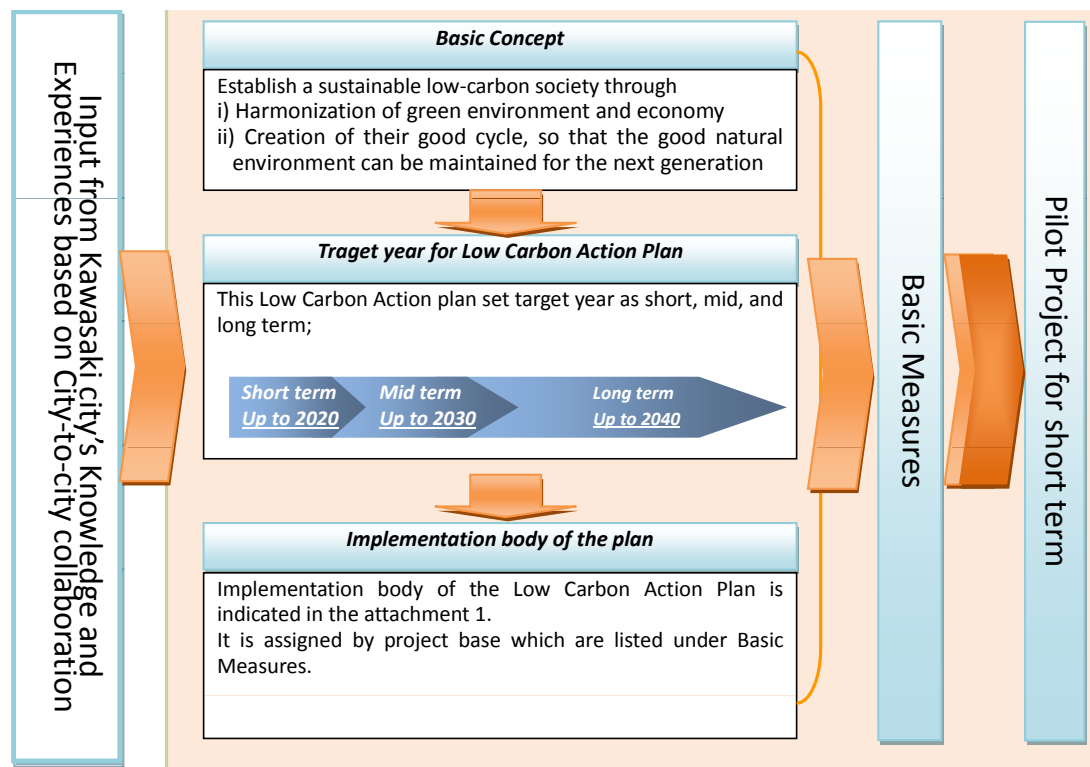 Input from Kawasaki city's Knowledge and
Experiences based on City-to-city collaboration
Basic Concept
Establish a sustainable low-carbon society through
i) Harmonization of green environment and economy
ii) Creation of their good cycle, so that the good natural
environment can be maintained for the next generation
Traget year for Low Carbon Action Plan
This Low Carbon Action plan set target year as short, mid, and
long term;
Short term
Up to 2020
Mid term
Up to 2030
Long term
Up to 2040
Implementation body of the plan
Implementation body of the Low Carbon Action Plan is
indicated in the attachment 1.
It is assigned by project base which are listed under Basic
Measures.
Basic Measures
Pilot Project for short term